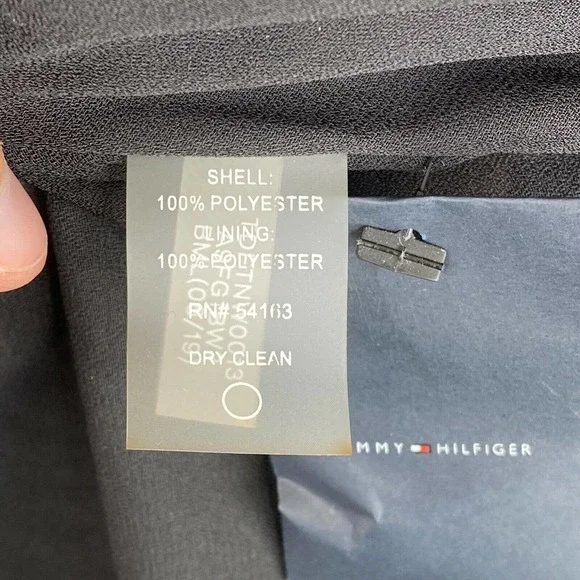 SHELL:
100% POLYESTER
LINING:
100% POLYESTER
RN# 54163
DRY CLEAN
MMY HILFIGER